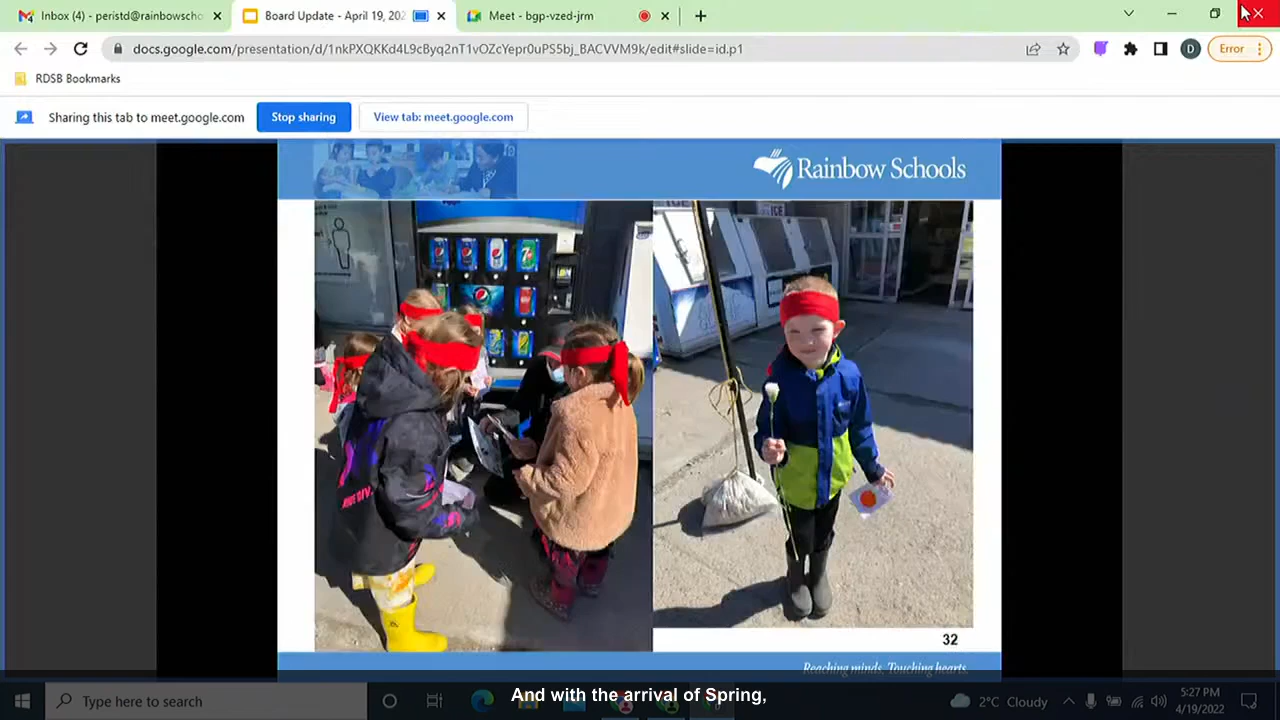 Inbox (4) - peristd@rainbowscho
Board Update - April 19, 202
Meet - bgp-vzed-jrm
docs.google.com/presentation/d/1nkPXQKKd4L9cByq2nT1vOZcYepr0uPS5bj_BACVVM9k/edit#slide=id.p1
D
Error
RDSB Bookmarks
Sharing this tab to meet.google.com
Stop sharing
View tab: meet.google.com
Rainbow Schools
ICE
pepsi
32
Reaching minds. Touching hearts.
And with the arrival of Spring,
Type here to search
2°C Cloudy
5:27 PM
4/19/2022